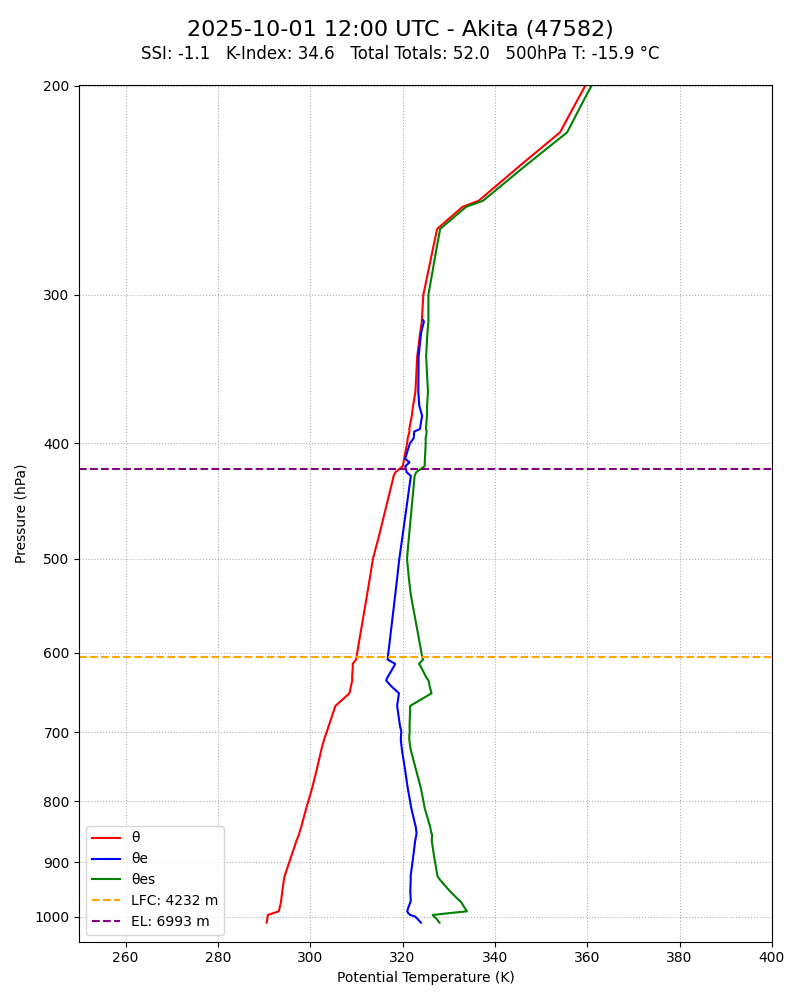 2025-10-01 12:00 UTC - Akita (47582)
SSI: -1.1   K-Index: 34.6   Total Totals: 52.0   500hPa T: -15.9 °C
200
300
400
500
600
700
800
900
1000
Pressure (hPa)
θ
θe
θes
LFC: 4232 m
EL: 6993 m
260 280 300 320 340 360 380 400
Potential Temperature (K)